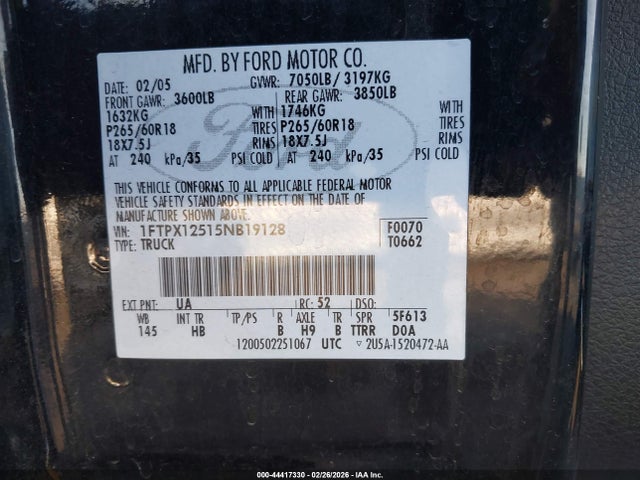 MFD. BY FORD MOTOR CO.
DATE: 02/05 GVWR: 7050LB/ 3197KG
FRONT GAWR: 3600LB REAR GAWR: 3850LB
1632KG WITH 1746KG WITH
P265/60R18 TIRES P265/60R18 TIRES
18X7.5J RIMS 18X7.5J RIMS
AT 240 kPa/35 PSI COLD AT 240 kPa/35 PSI COLD
Ford
THIS VEHICLE CONFORMS TO ALL APPLICABLE FEDERAL MOTOR
VEHICLE SAFETY STANDARDS IN EFFECT ON THE DATE OF MANUFACTURE
SHOWN ABOVE.
VIN: 1FTPX12515NB19128 F0070
TYPE: TRUCK T0662
EXT PNT: UA RC: 52 DSO:
WB INT TR TP/PS R AXLE TR SPR 5F613
145 HB B H9 B TTRR DOA
1200502251067 UTC ▽ 2U5A-1520472-AA
000-44417330 - 02/26/2026 - IAA Inc.